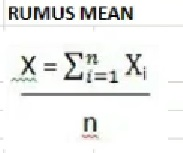 RUMUS MEAN
X = ∑ⁿᵢ₌₁ Xᵢ
n